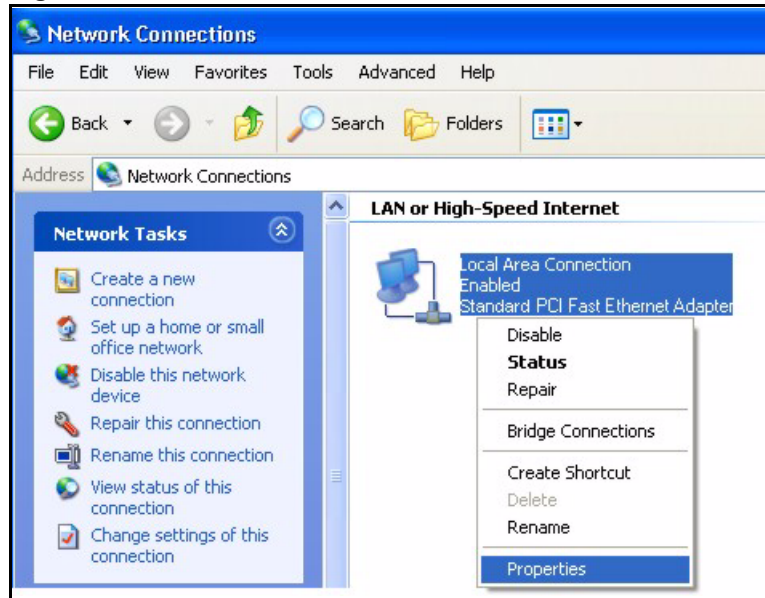 Network Connections
File Edit View Favorites Tools Advanced Help
Back Search Folders
Address Network Connections
Network Tasks
Create a new
connection
Set up a home or small
office network
Disable this network
device
Repair this connection
Rename this connection
View status of this
connection
Change settings of this
connection
LAN or High-Speed Internet
Local Area Connection
Enabled
Standard PCI Fast Ethernet Adapter
Disable
Status
Repair
Bridge Connections
Create Shortcut
Delete
Rename
Properties